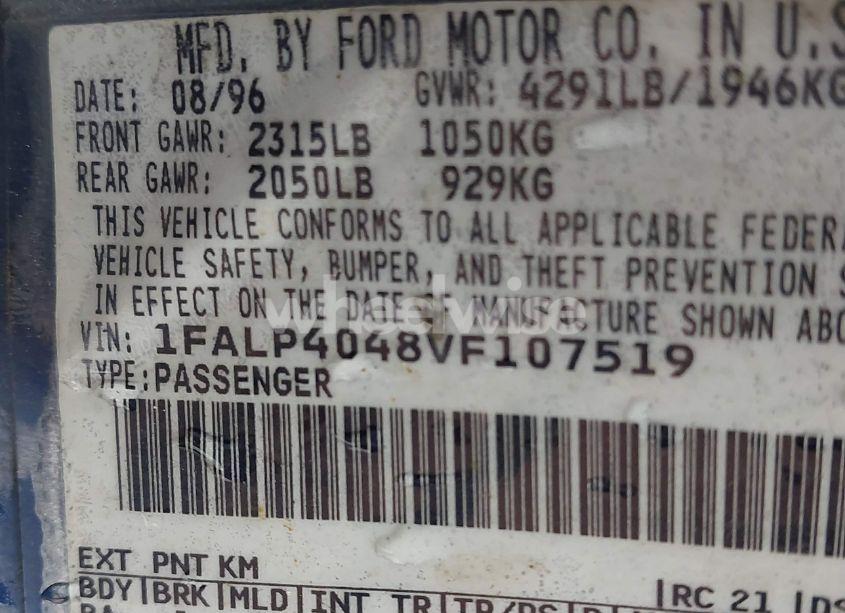 MFD. BY FORD MOTOR CO. IN U.S
DATE: 08/96 GVWR: 4291LB/1946KG
FRONT GAWR: 2315LB 1050KG
REAR GAWR: 2050LB 929KG
THIS VEHICLE CONFORMS TO ALL APPLICABLE FEDER
VEHICLE SAFETY, BUMPER, AND THEFT PREVENTION
IN EFFECT ON THE DATE OF MANUFACTURE SHOWN ABO
wheelwise
VIN: 1FALP4048VF107519
TYPE: PASSENGER
EXT PNT KM RC 21
BDY BRK MLD INT TR